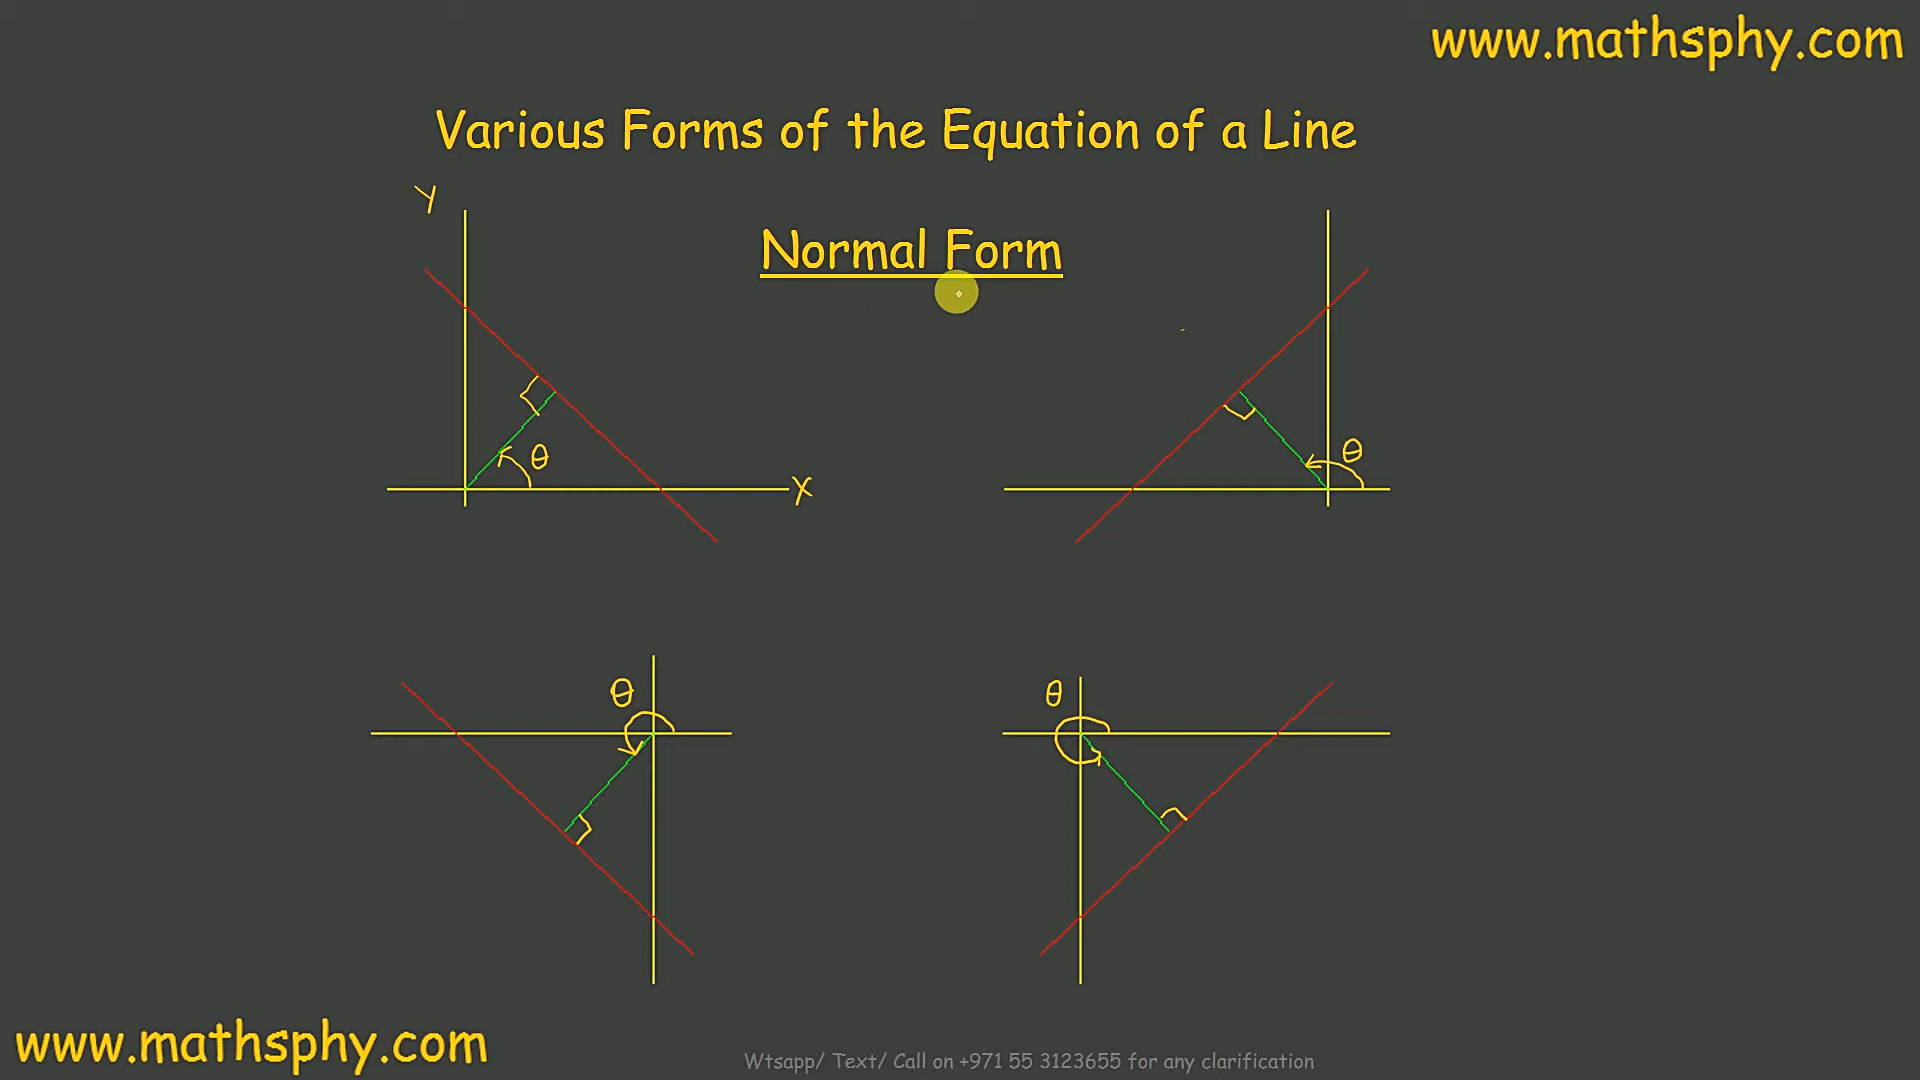 www.mathsphy.com
Various Forms of the Equation of a Line
Y
Normal Form
θ
X
θ
θ
θ
www.mathsphy.com
Wtsapp/ Text/ Call on +971 55 3123655 for any clarification